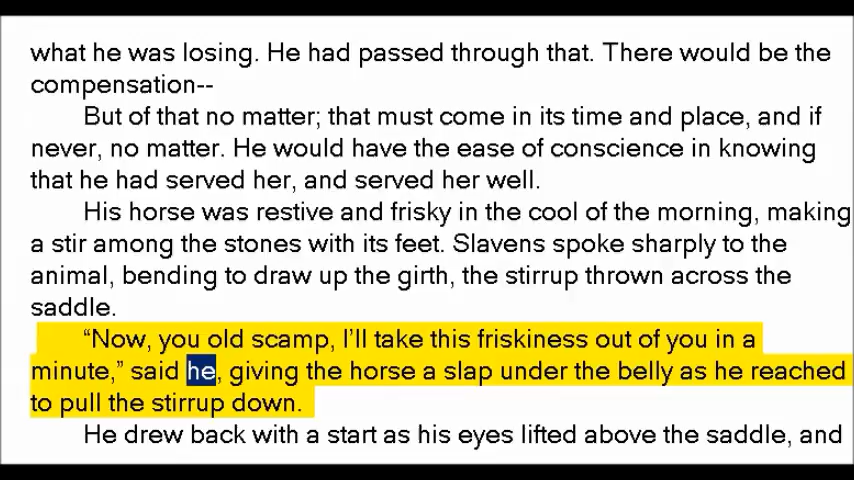 what he was losing. He had passed through that. There would be the
compensation--
But of that no matter; that must come in its time and place, and if
never, no matter. He would have the ease of conscience in knowing
that he had served her, and served her well.
His horse was restive and frisky in the cool of the morning, making
a stir among the stones with its feet. Slavens spoke sharply to the
animal, bending to draw up the girth, the stirrup thrown across the
saddle.
“Now, you old scamp, I’ll take this friskiness out of you in a
minute,” said he, giving the horse a slap under the belly as he reached
to pull the stirrup down.
He drew back with a start as his eyes lifted above the saddle, and